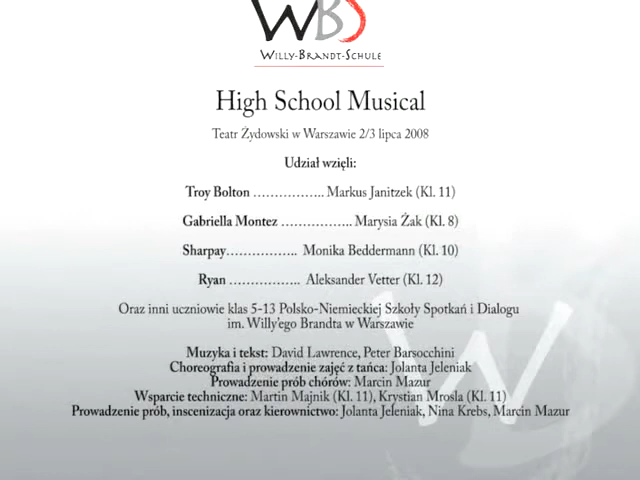 WBS
WILLY-BRANDT-SCHULE
High School Musical
Teatr Żydowski w Warszawie 2/3 lipca 2008
Udział wzięli:
Troy Bolton …………….. Markus Janitzek (Kl. 11)
Gabriella Montez …………….. Marysia Żak (Kl. 8)
Sharpay…………….. Monika Beddermann (Kl. 10)
Ryan …………….. Aleksander Vetter (Kl. 12)
Oraz inni uczniowie klas 5-13 Polsko-Niemieckiej Szkoły Spotkań i Dialogu
im. Willy'ego Brandta w Warszawie
Muzyka i tekst: David Lawrence, Peter Barsocchini
Choreografia i prowadzenie zajęć z tańca: Jolanta Jeleniak
Prowadzenie prób chórów: Marcin Mazur
Wsparcie techniczne: Martin Majnik (Kl. 11), Krystian Mrosla (Kl. 11)
Prowadzenie prób, inscenizacja oraz kierownictwo: Jolanta Jeleniak, Nina Krebs, Marcin Mazur